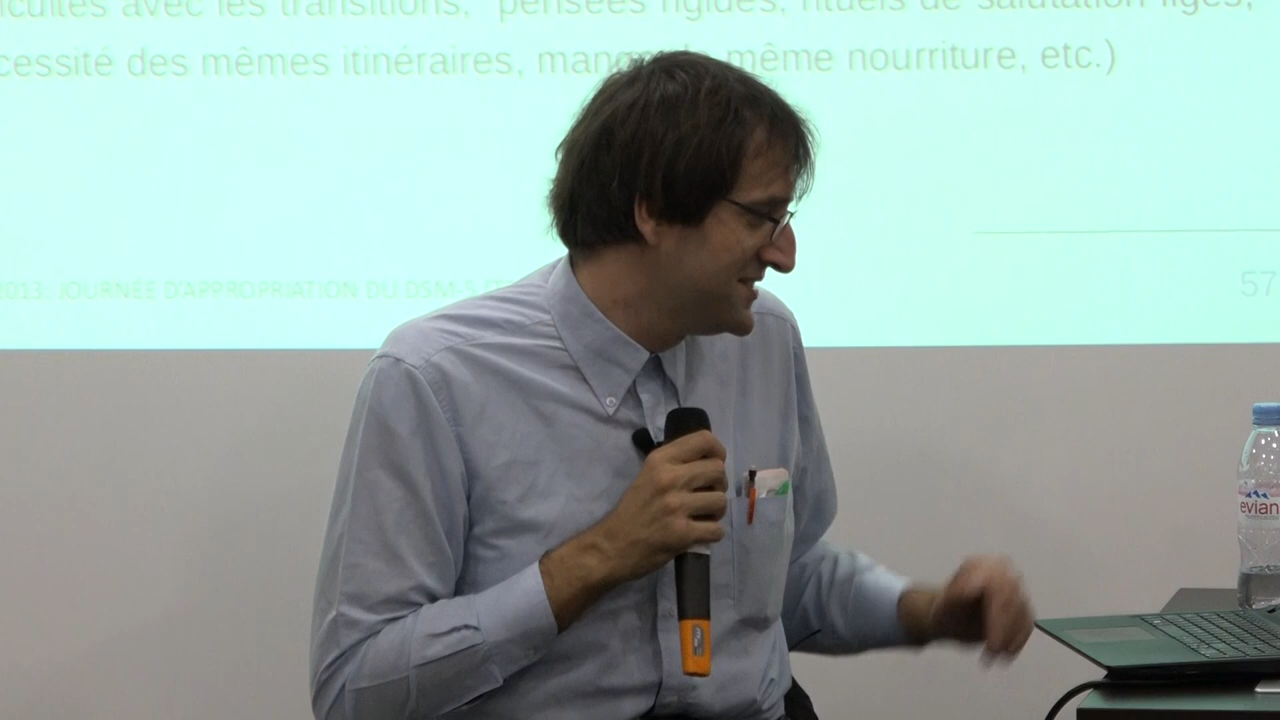 icultés avec les transitions, pensées rigides, rituels de salutation figés,
cessité des mêmes itinéraires, même nourriture, etc.)
2013. JOURNÉE D'APPROPRIATION DU DSM-5
57
evian